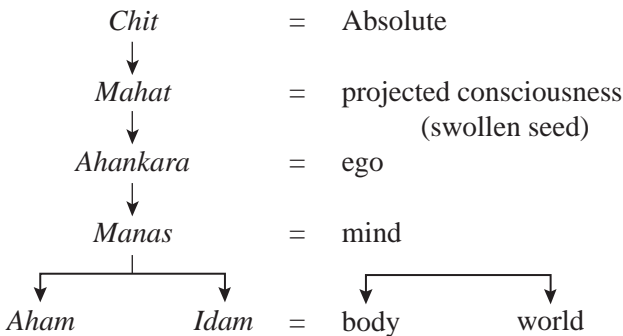 Chit = Absolute
Mahat = projected consciousness
(swollen seed)
Ahankara = ego
Manas = mind
Aham Idam = body world